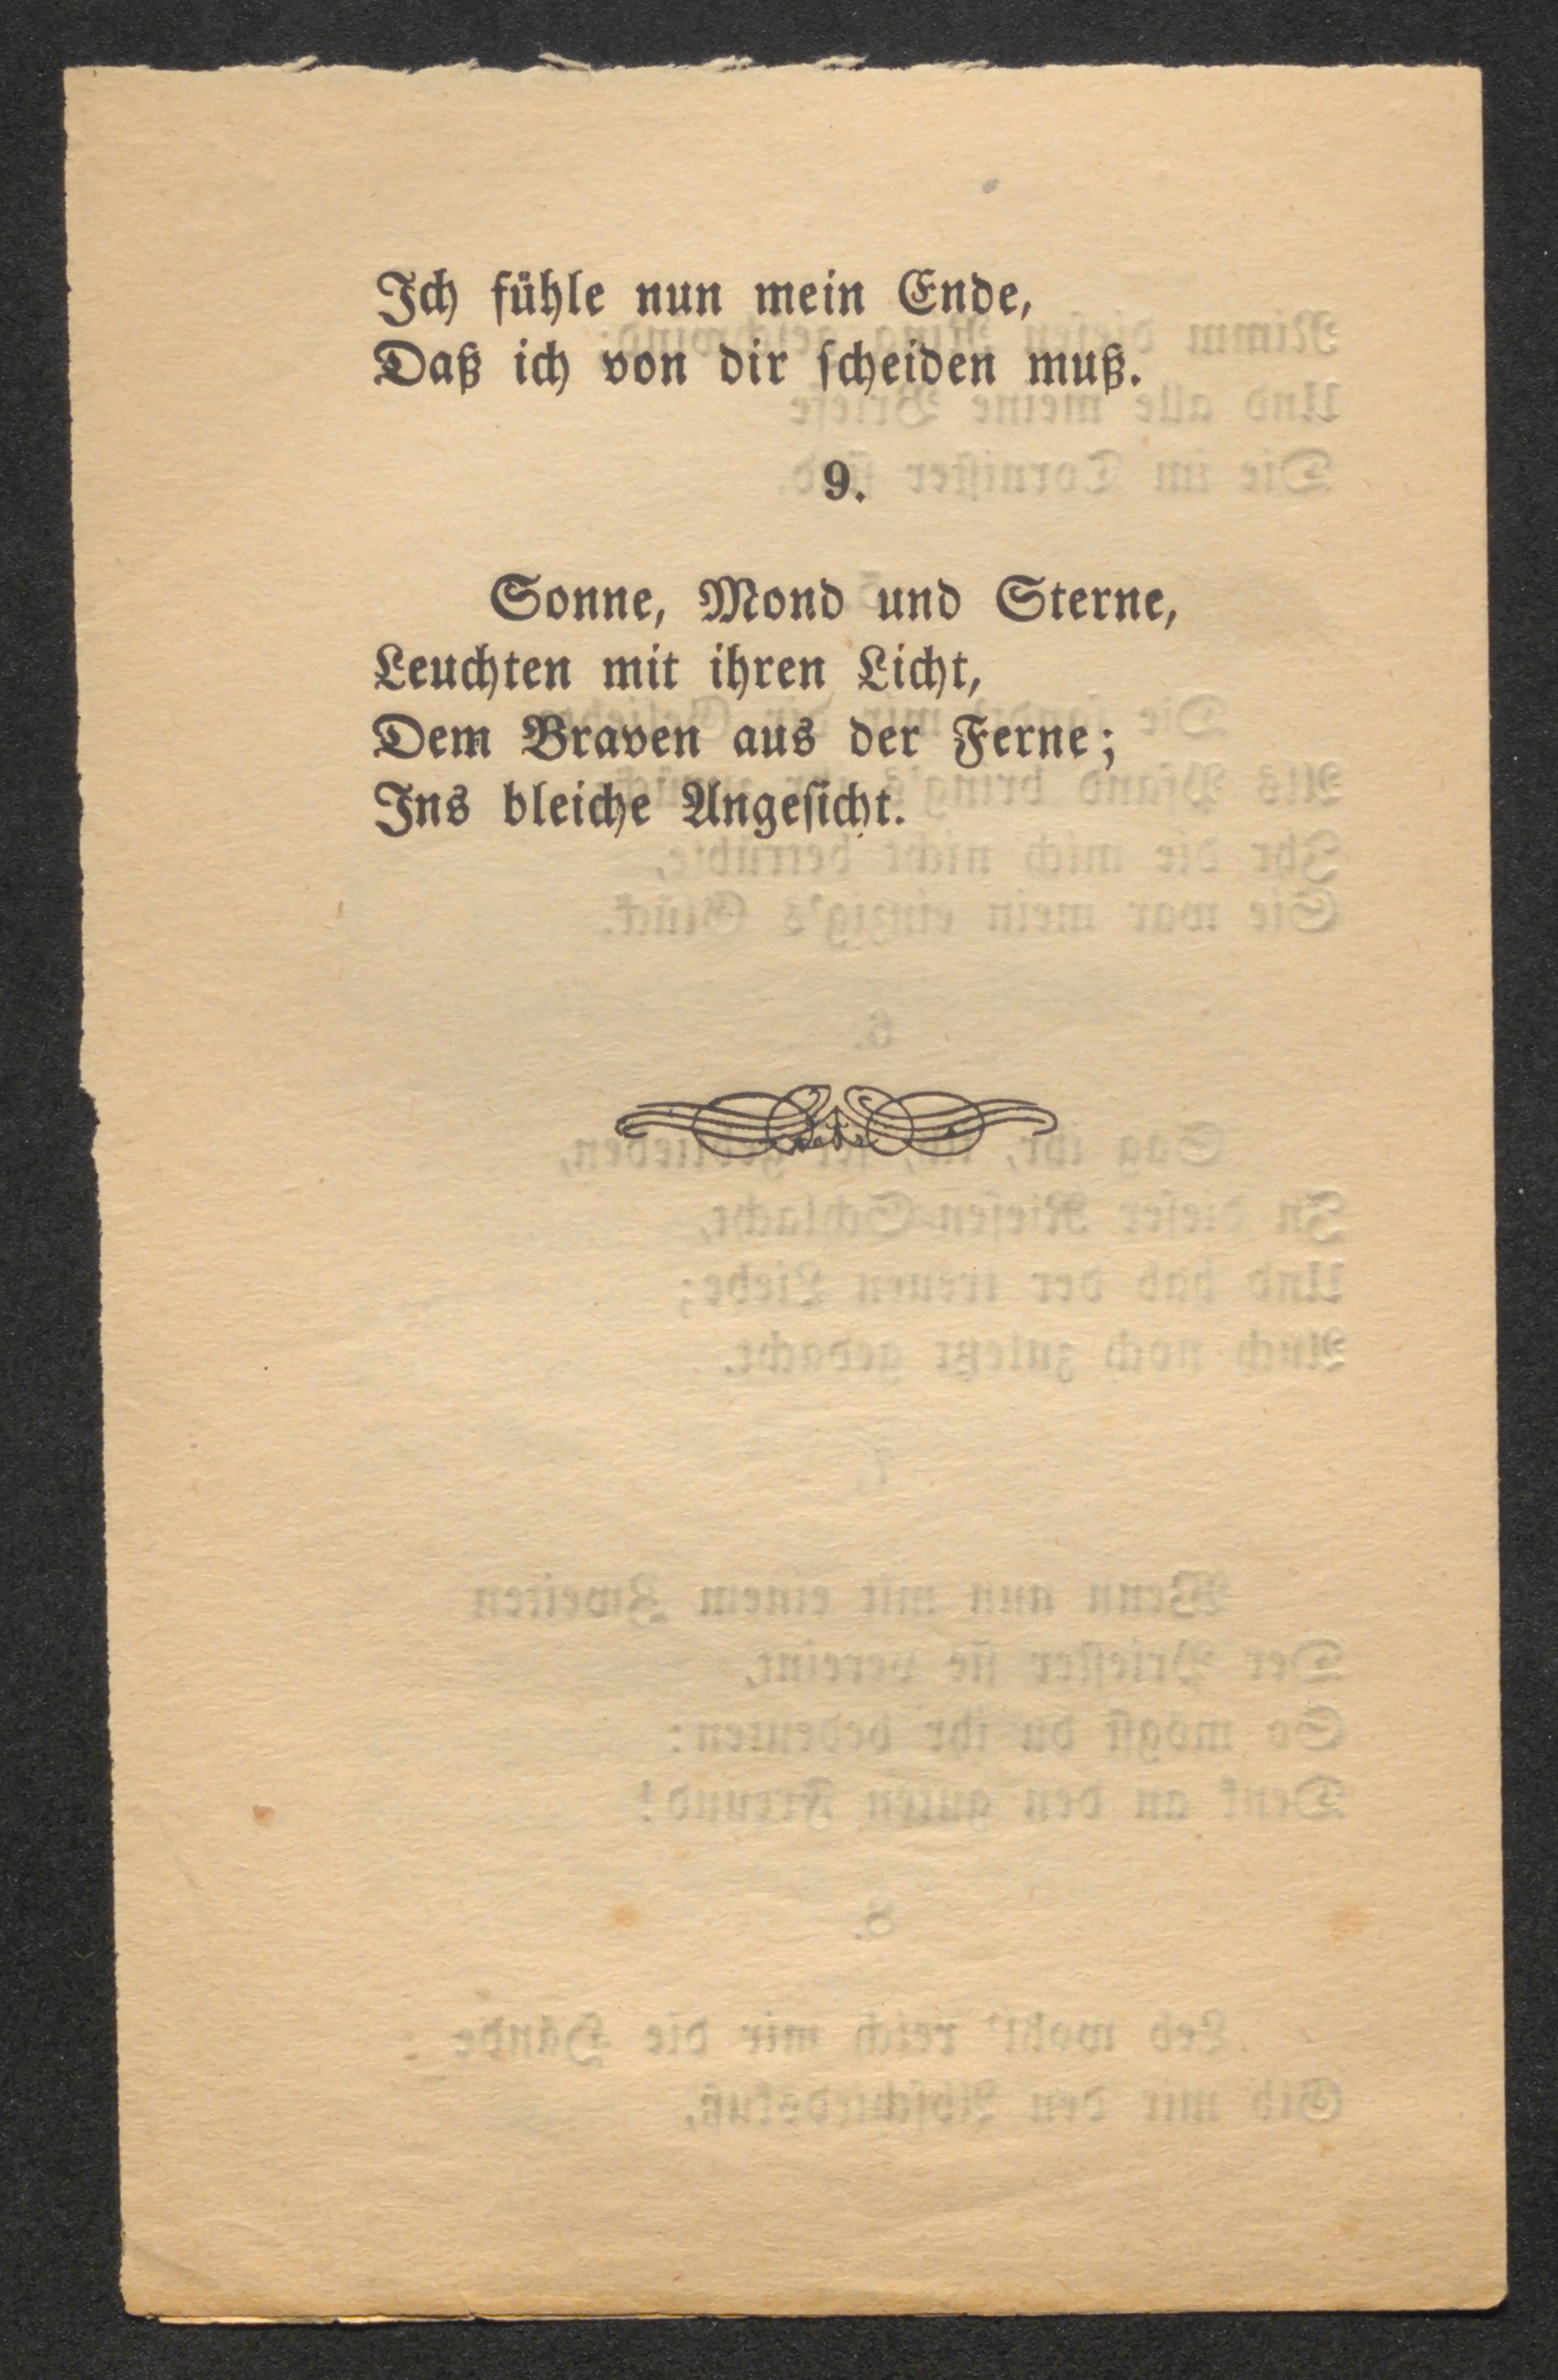 Ich fühle nun mein Ende,
Daß ich von dir ſcheiden muß.
9.
Sonne, Mond und Sterne,
Leuchten mit ihren Licht,
Dem Braven aus der Ferne;
Ins bleiche Angeſicht.